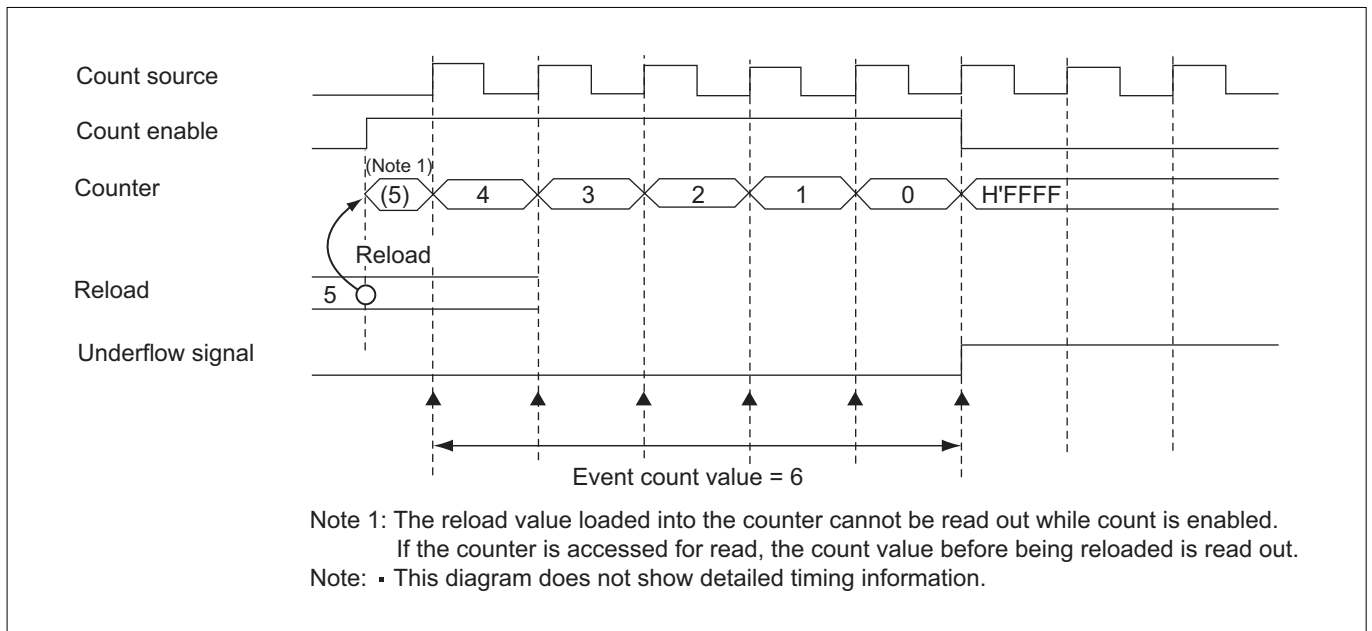 Count source
Count enable
(Note 1)
Counter
(5) 4 3 2 1 0 H'FFFF
Reload
Reload
5
Underflow signal
Event count value = 6
Note 1: The reload value loaded into the counter cannot be read out while count is enabled.
If the counter is accessed for read, the count value before being reloaded is read out.
Note: ▪ This diagram does not show detailed timing information.